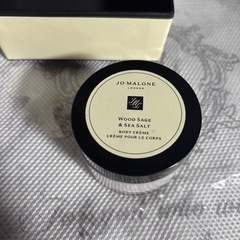 JO MALONE
LONDON
WOOD SAGE
& SEA SALT
BODY CRÈME
CRÈME POUR LE CORPS